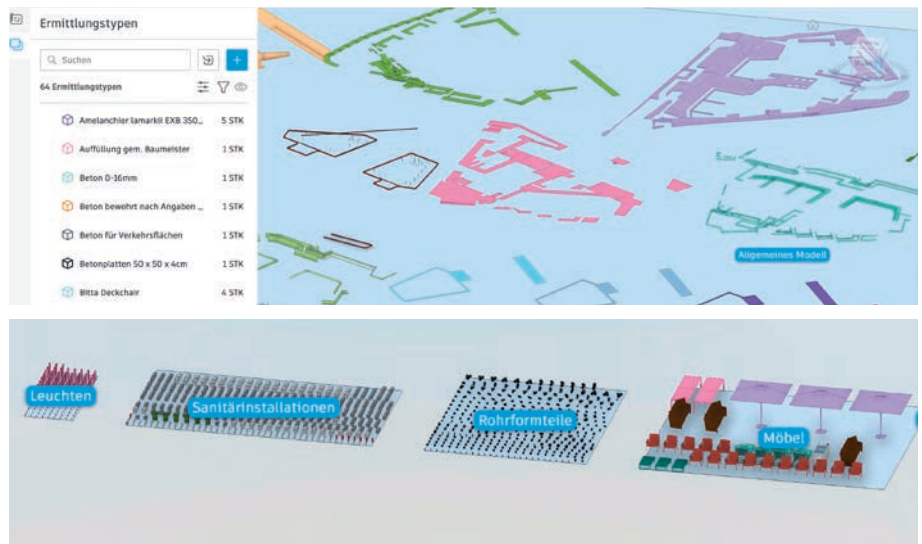 Ermittlungstypen
Suchen
64 Ermittlungstypen
Amelanchier lamarkii EXB 350_ 5 STK
Auffüllung gem. Baumeister 1 STK
Beton 0-16mm 1 STK
Beton bewehrt nach Angaben _ 1 STK
Beton für Verkehrsflächen 1 STK
Betonplatten 50 x 50 x 4cm 1 STK
Bitta Deckchair 4 STK
Allgemeines Modell
Leuchten
Sanitärinstallationen
Rohrformteile
Möbel